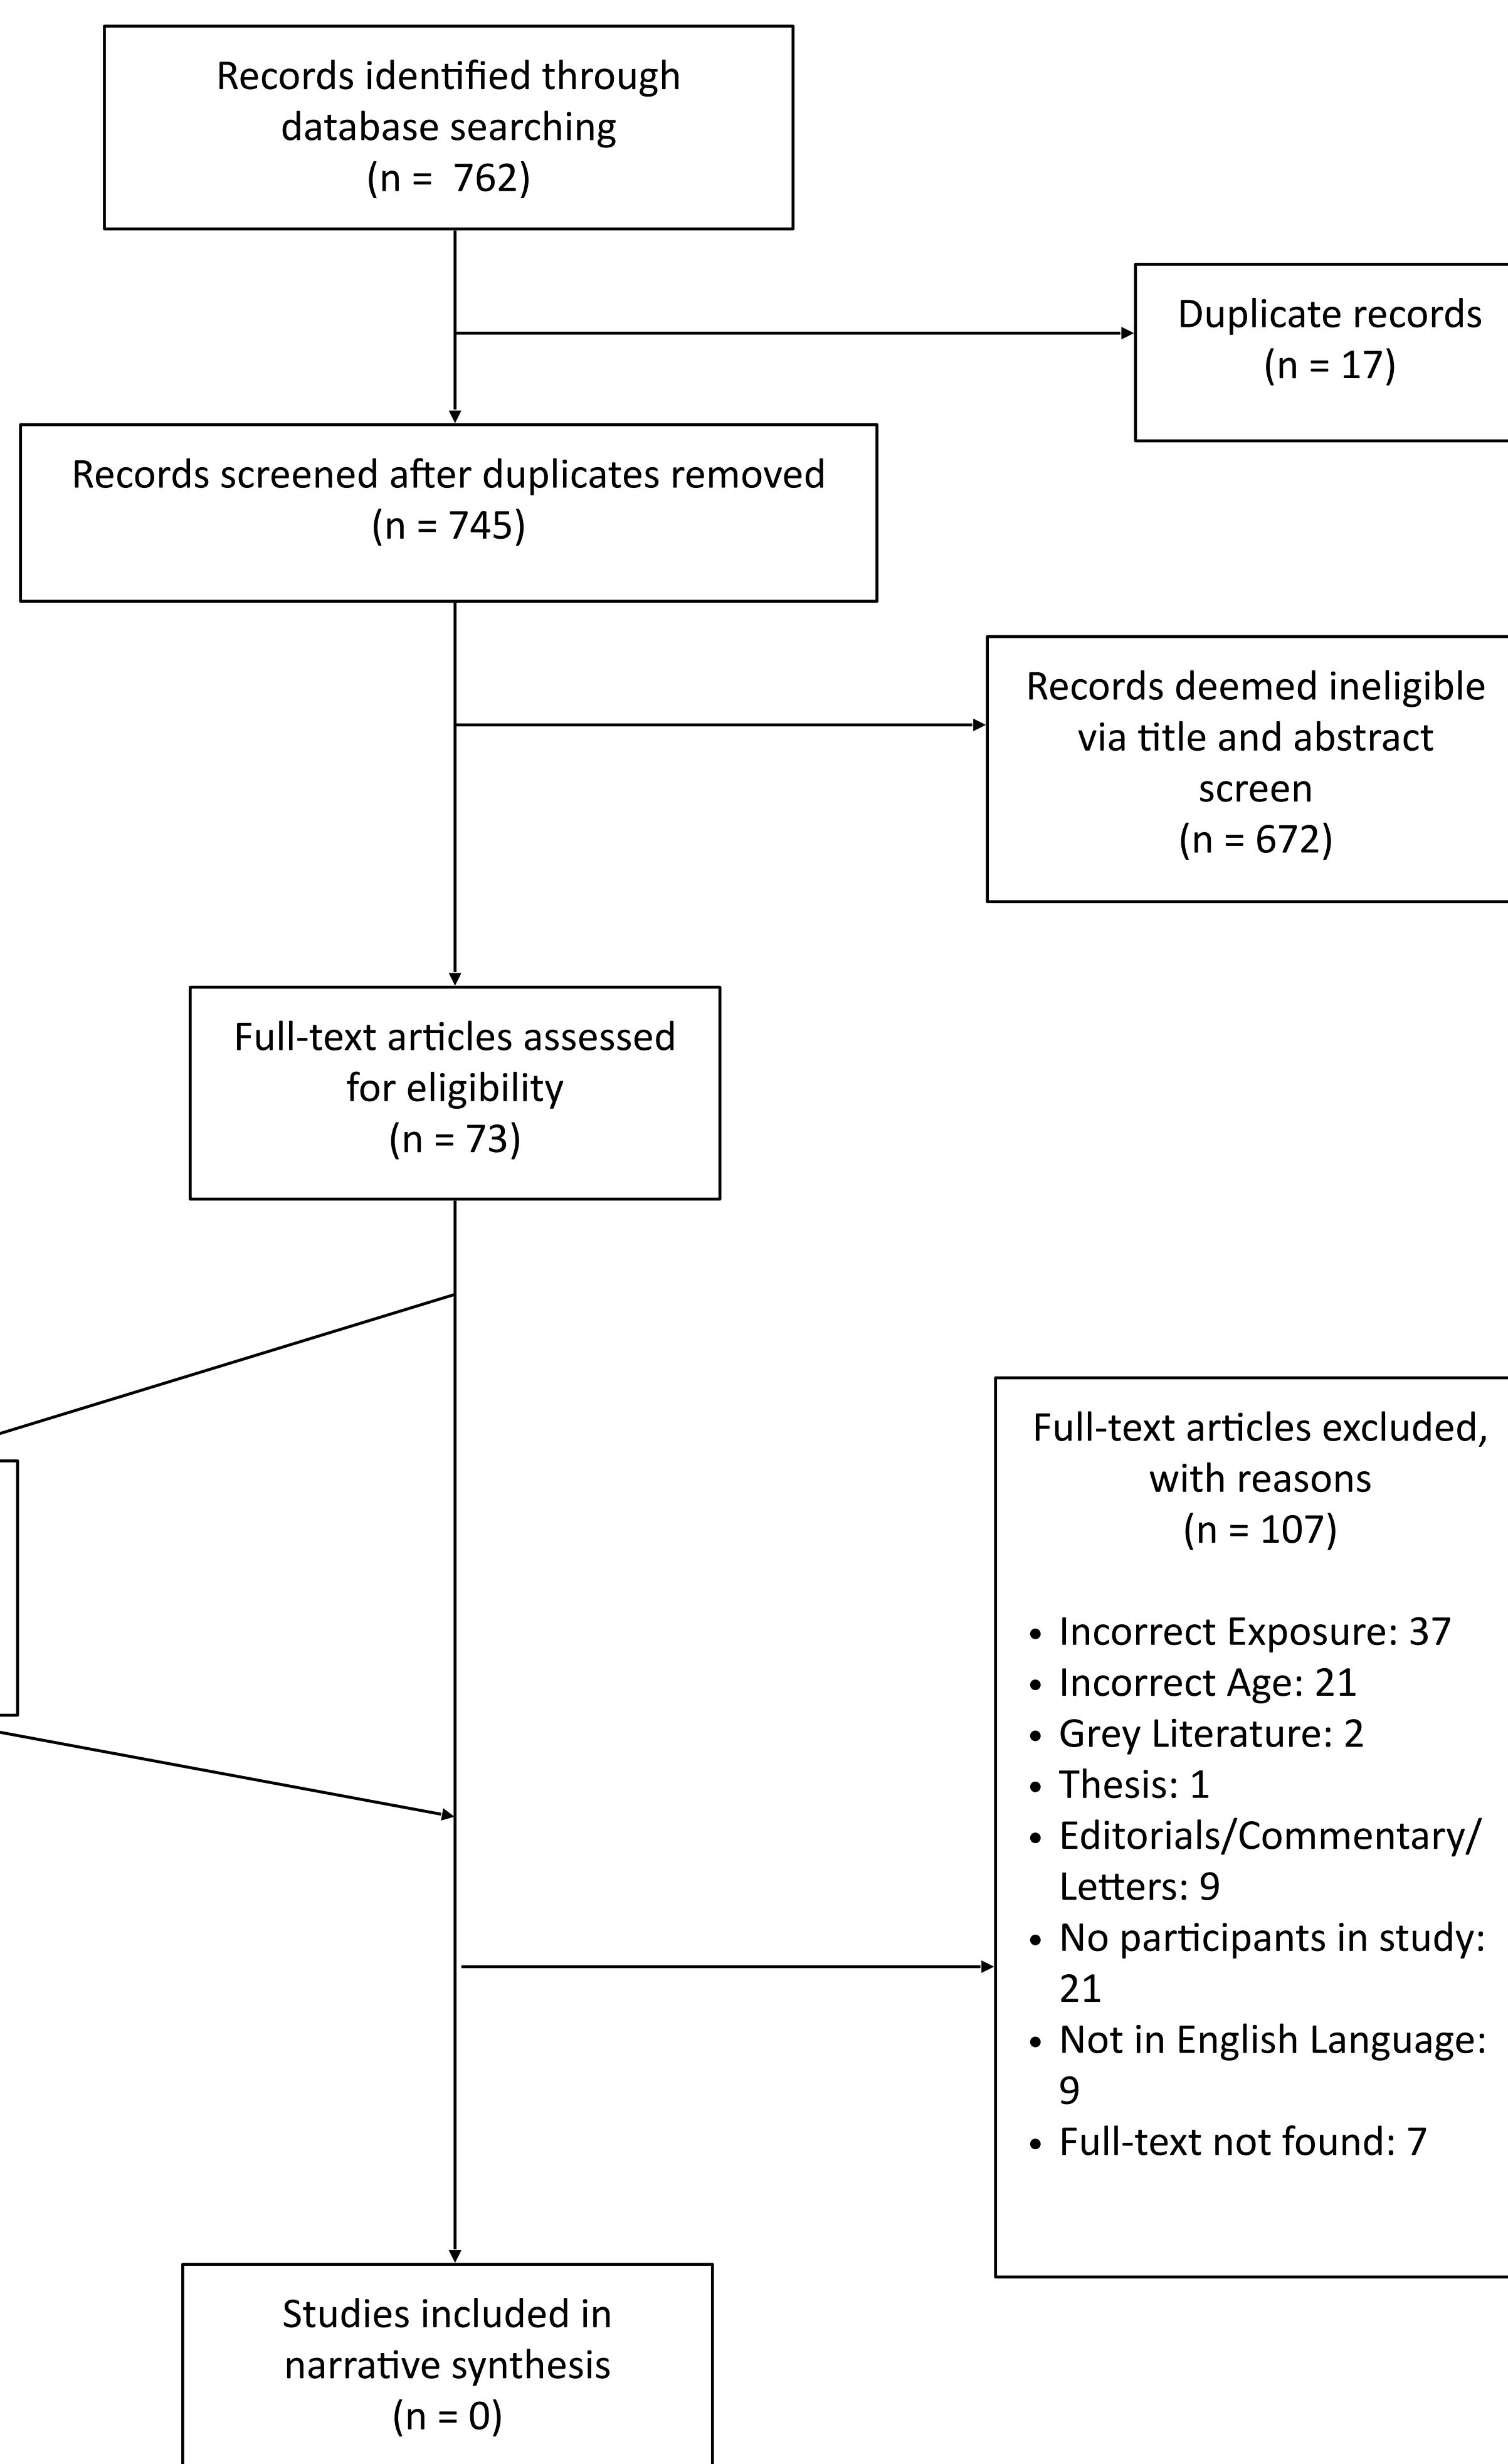 Records identified through
database searching
(n =  762)
Duplicate records
(n = 17)
Records screened after duplicates removed
(n = 745)
Records deemed ineligible
via title and abstract
screen
(n = 672)
Full-text articles assessed
for eligibility
(n = 73)
Full-text articles excluded,
with reasons
(n = 107)
• Incorrect Exposure: 37
• Incorrect Age: 21
• Grey Literature: 2
• Thesis: 1
• Editorials/Commentary/
Letters: 9
• No participants in study:
21
• Not in English Language:
9
• Full-text not found: 7
Studies included in
narrative synthesis
(n = 0)